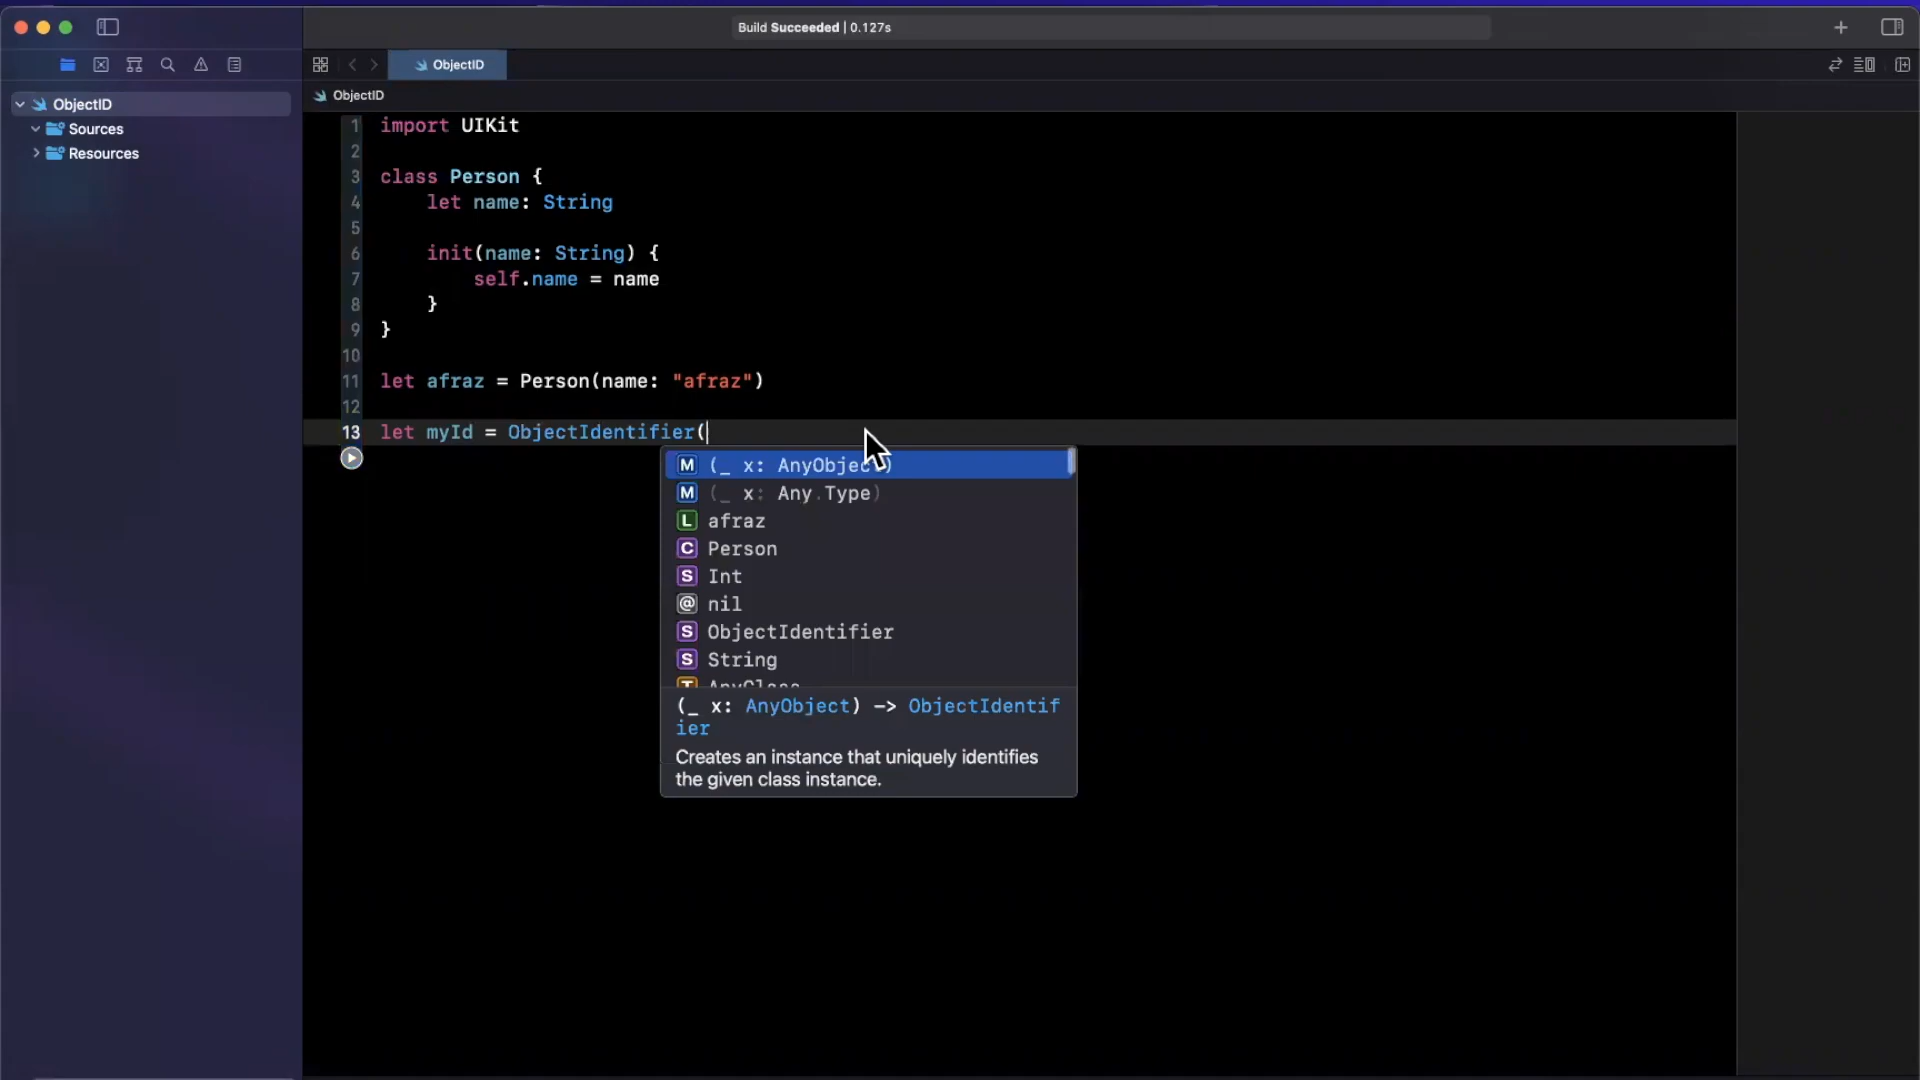 Build Succeeded | 0.127s
ObjectID
ObjectID
ObjectID
Sources
Resources
1 import UIKit
2
3 class Person {
4 let name: String
5
6 init(name: String) {
7 self.name = name
8 }
9 }
10
11 let afraz = Person(name: "afraz")
12
13 let myId = ObjectIdentifier(
M (_ x: AnyObject)
M (_ x: Any.Type)
L afraz
C Person
S Int
@ nil
S ObjectIdentifier
S String
T AnyClass
(_ x: AnyObject) -> ObjectIdentif
ier
Creates an instance that uniquely identifies
the given class instance.